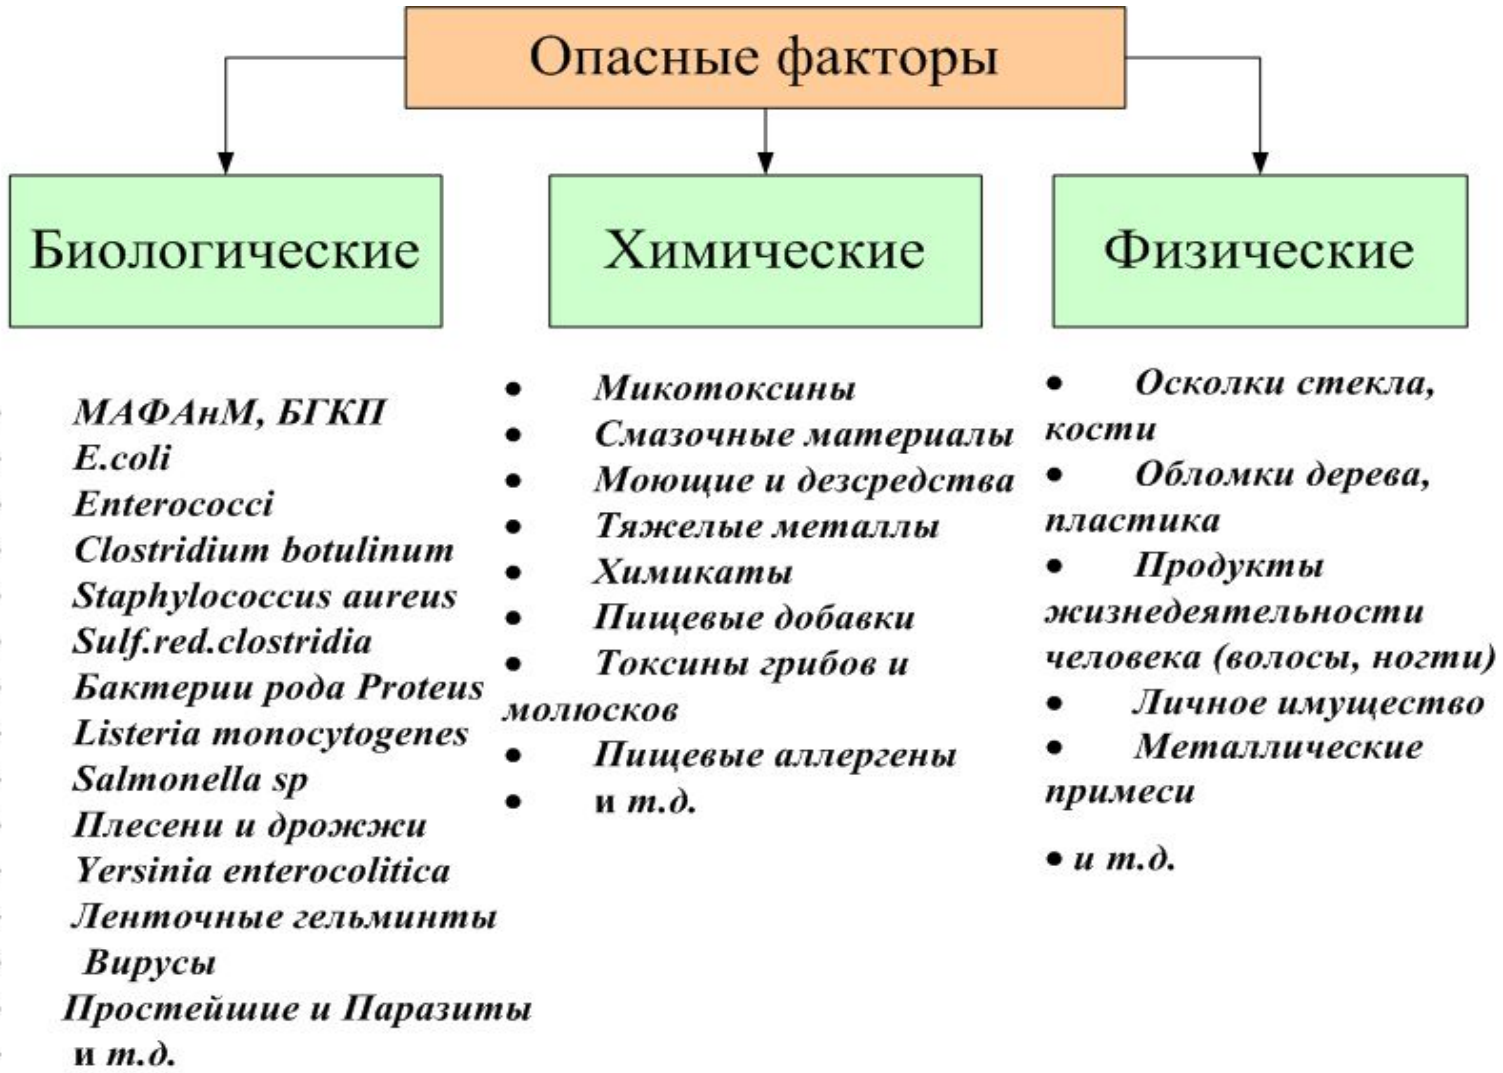 Опасные факторы
Биологические
Химические
Физические
МАФАнМ, БГКП
E.coli
Enterococci
Clostridium botulinum
Staphylococcus aureus
Sulf.red.clostridia
Бактерии рода Proteus
Listeria monocytogenes
Salmonella sp
Плесени и дрожжи
Yersinia enterocolitica
Ленточные гельминты
Вирусы
Простейшие и Паразиты
и т.д.
• Микотоксины
• Смазочные материалы
• Моющие и дезсредства
• Тяжелые металлы
• Химикаты
• Пищевые добавки
• Токсины грибов и
молюсков
• Пищевые аллергены
• и т.д.
• Осколки стекла,
кости
• Обломки дерева,
пластика
• Продукты
жизнедеятельности
человека (волосы, ногти)
• Личное имущество
• Металлические
примеси
• и т.д.